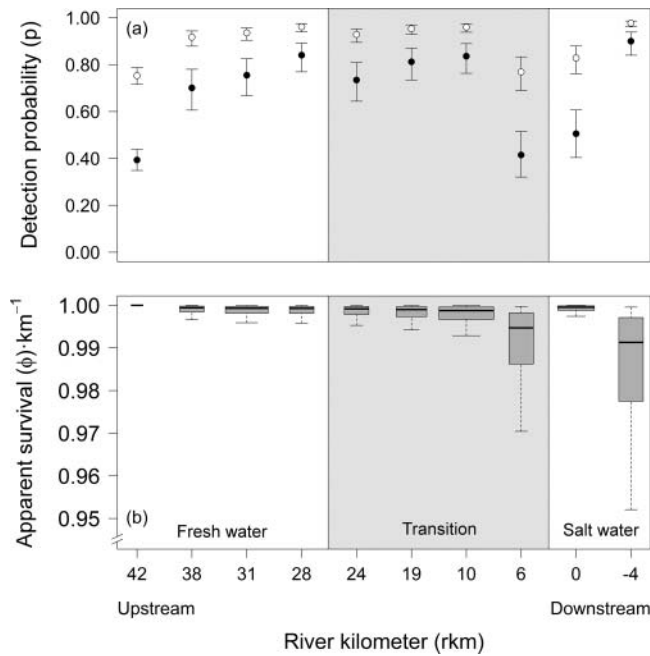 (a)
Detection probability (p)
1.00
0.80
0.60
0.40
0.20
0.00
Apparent survival (ϕ)·km⁻¹
1.00
0.99
0.98
0.97
0.96
0.95
(b)
Fresh water Transition Salt water
42 38 31 28 24 19 10 6 0 -4
Upstream Downstream
River kilometer (rkm)